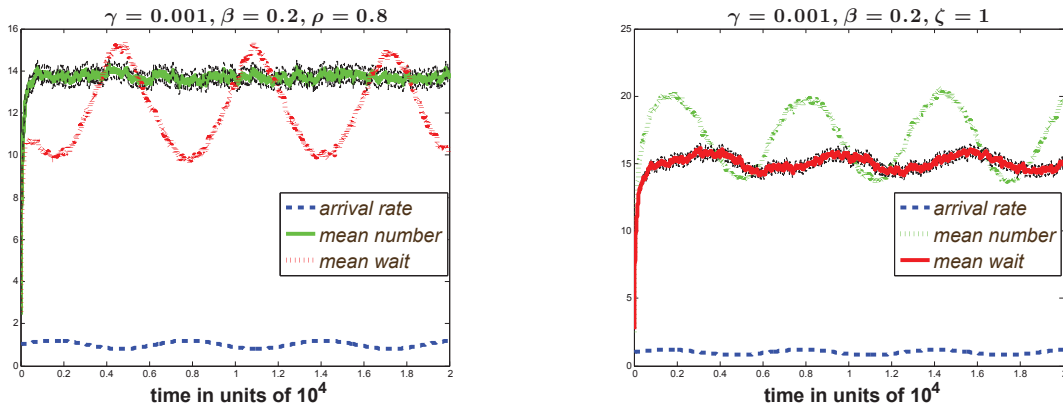 γ = 0.001, β = 0.2, ρ = 0.8
16
14
12
10
8
6
4
2
0
arrival rate
mean number
mean wait
0 0.2 0.4 0.6 0.8 1 1.2 1.4 1.6 1.8 2
time in units of 10^4
γ = 0.001, β = 0.2, ζ = 1
25
20
15
10
5
0
arrival rate
mean number
mean wait
0 0.2 0.4 0.6 0.8 1 1.2 1.4 1.6 1.8 2
time in units of 10^4